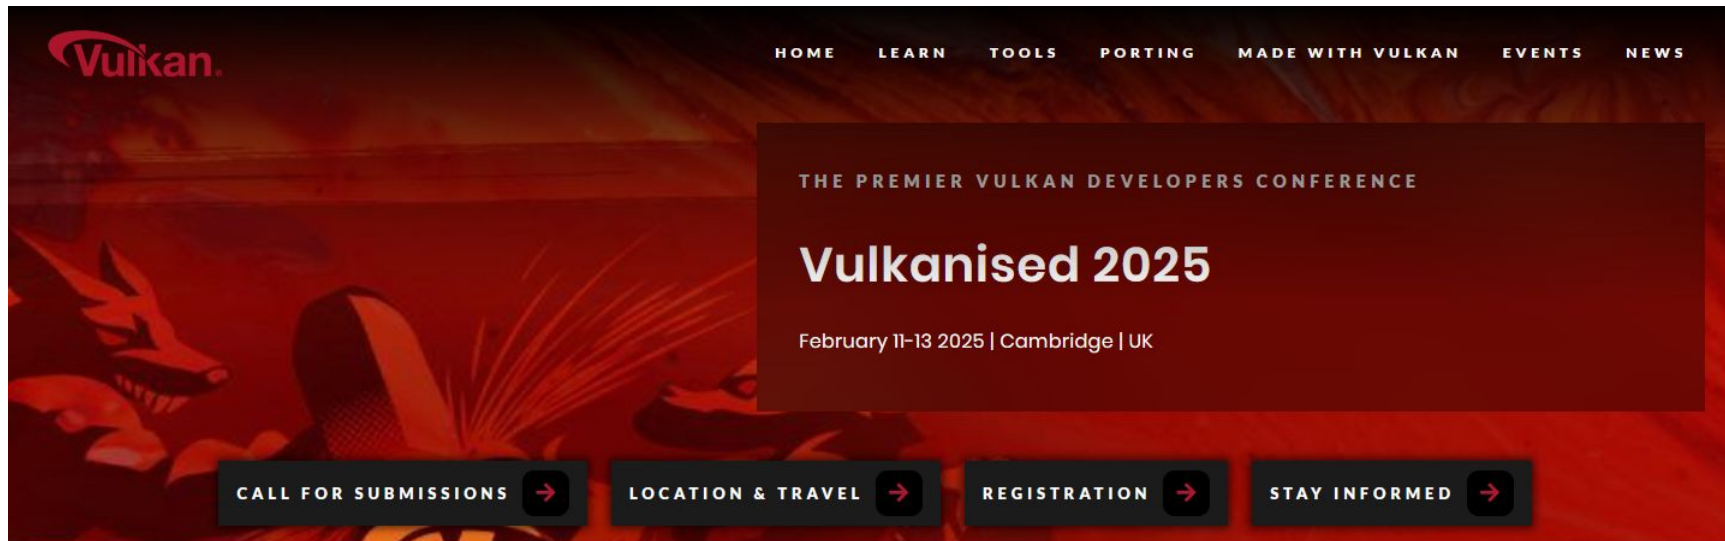 Vulkan.
HOME LEARN TOOLS PORTING MADE WITH VULKAN EVENTS NEWS
THE PREMIER VULKAN DEVELOPERS CONFERENCE
Vulkanised 2025
February 11-13 2025 | Cambridge | UK
CALL FOR SUBMISSIONS LOCATION & TRAVEL REGISTRATION STAY INFORMED